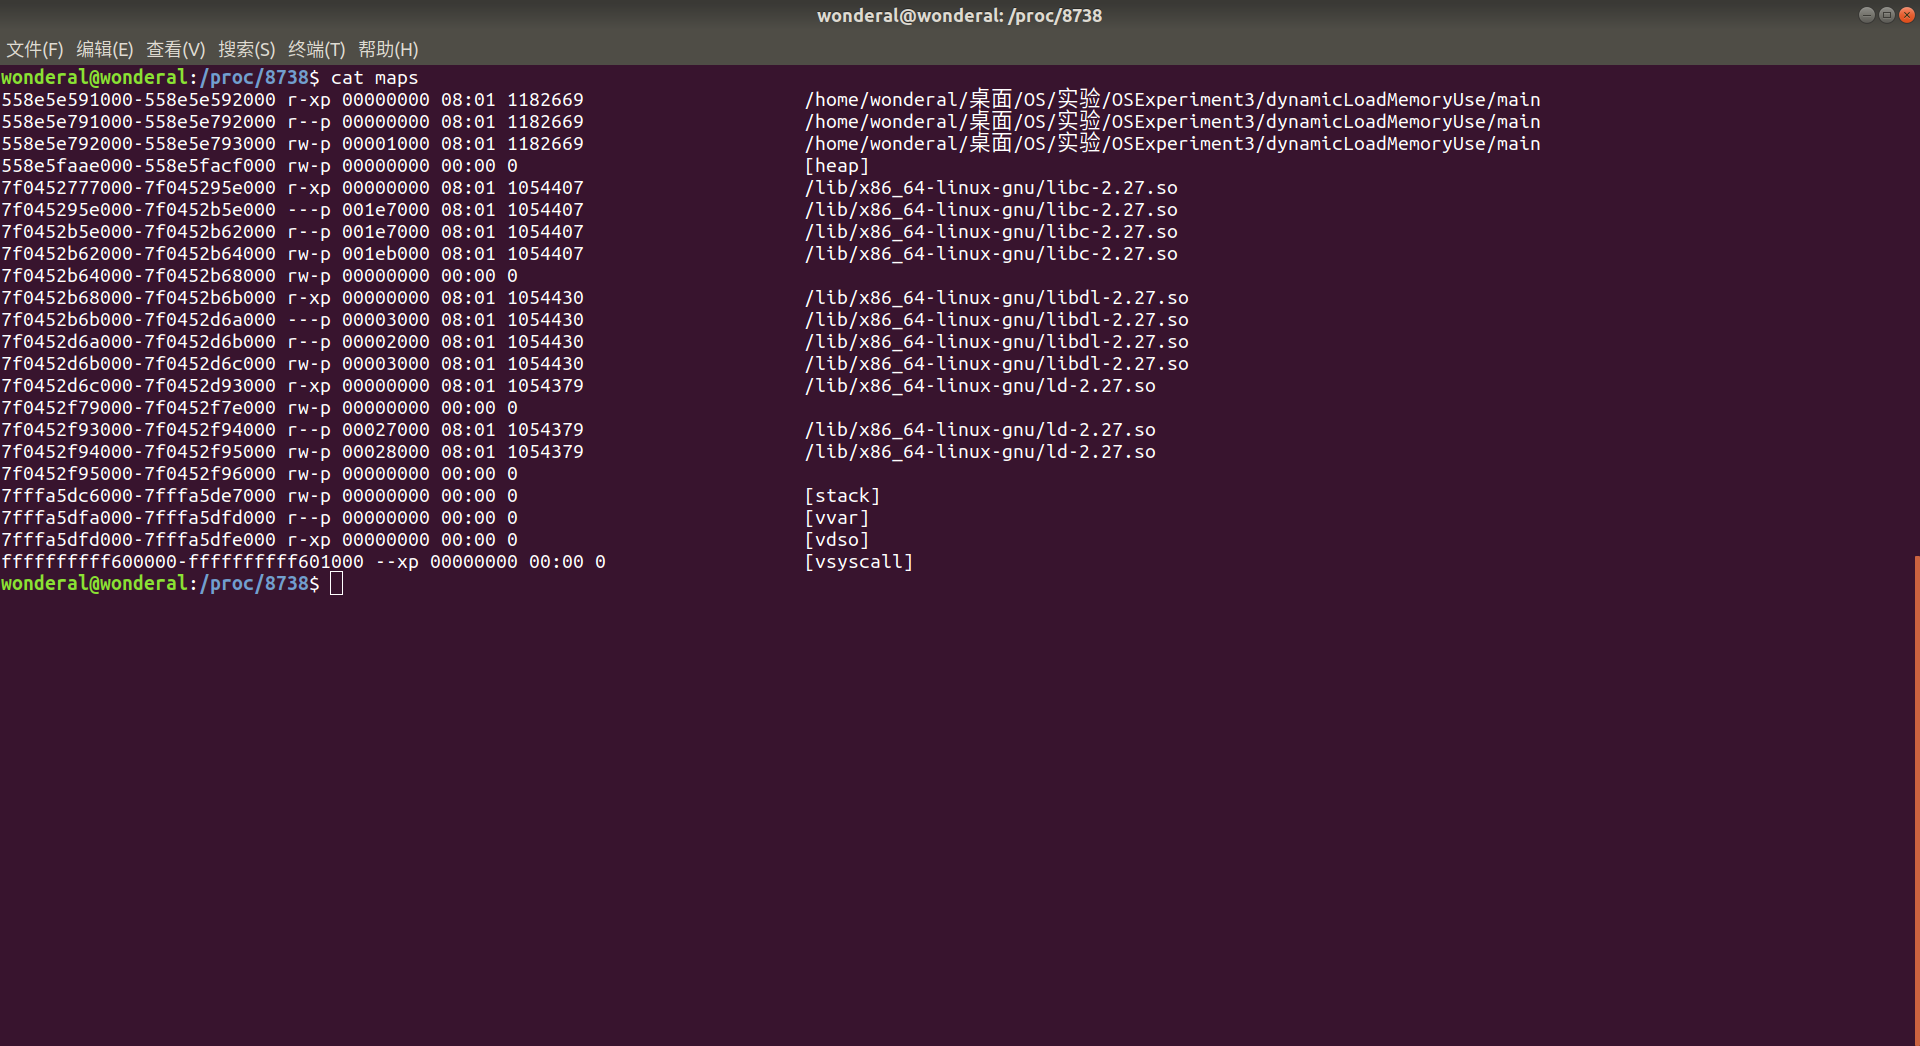 wonderal@wonderal: /proc/8738
文件(F) 编辑(E) 查看(V) 搜索(S) 终端(T) 帮助(H)
wonderal@wonderal:/proc/8738$ cat maps
558e5e591000-558e5e592000 r-xp 00000000 08:01 1182669 /home/wonderal/桌面/OS/实验/OSExperiment3/dynamicLoadMemoryUse/main
558e5e791000-558e5e792000 r--p 00000000 08:01 1182669 /home/wonderal/桌面/OS/实验/OSExperiment3/dynamicLoadMemoryUse/main
558e5e792000-558e5e793000 rw-p 00001000 08:01 1182669 /home/wonderal/桌面/OS/实验/OSExperiment3/dynamicLoadMemoryUse/main
558e5faae000-558e5facf000 rw-p 00000000 00:00 0 [heap]
7f0452777000-7f045295e000 r-xp 00000000 08:01 1054407 /lib/x86_64-linux-gnu/libc-2.27.so
7f045295e000-7f0452b5e000 ---p 001e7000 08:01 1054407 /lib/x86_64-linux-gnu/libc-2.27.so
7f0452b5e000-7f0452b62000 r--p 001e7000 08:01 1054407 /lib/x86_64-linux-gnu/libc-2.27.so
7f0452b62000-7f0452b64000 rw-p 001eb000 08:01 1054407 /lib/x86_64-linux-gnu/libc-2.27.so
7f0452b64000-7f0452b68000 rw-p 00000000 00:00 0
7f0452b68000-7f0452b6b000 r-xp 00000000 08:01 1054430 /lib/x86_64-linux-gnu/libdl-2.27.so
7f0452b6b000-7f0452d6a000 ---p 00003000 08:01 1054430 /lib/x86_64-linux-gnu/libdl-2.27.so
7f0452d6a000-7f0452d6b000 r--p 00002000 08:01 1054430 /lib/x86_64-linux-gnu/libdl-2.27.so
7f0452d6b000-7f0452d6c000 rw-p 00003000 08:01 1054430 /lib/x86_64-linux-gnu/libdl-2.27.so
7f0452d6c000-7f0452d93000 r-xp 00000000 08:01 1054379 /lib/x86_64-linux-gnu/ld-2.27.so
7f0452f79000-7f0452f7e000 rw-p 00000000 00:00 0
7f0452f93000-7f0452f94000 r--p 00027000 08:01 1054379 /lib/x86_64-linux-gnu/ld-2.27.so
7f0452f94000-7f0452f95000 rw-p 00028000 08:01 1054379 /lib/x86_64-linux-gnu/ld-2.27.so
7f0452f95000-7f0452f96000 rw-p 00000000 00:00 0
7fffa5dc6000-7fffa5de7000 rw-p 00000000 00:00 0 [stack]
7fffa5dfa000-7fffa5dfd000 r--p 00000000 00:00 0 [vvar]
7fffa5dfd000-7fffa5dfe000 r-xp 00000000 00:00 0 [vdso]
ffffffffff600000-ffffffffff601000 --xp 00000000 00:00 0 [vsyscall]
wonderal@wonderal:/proc/8738$